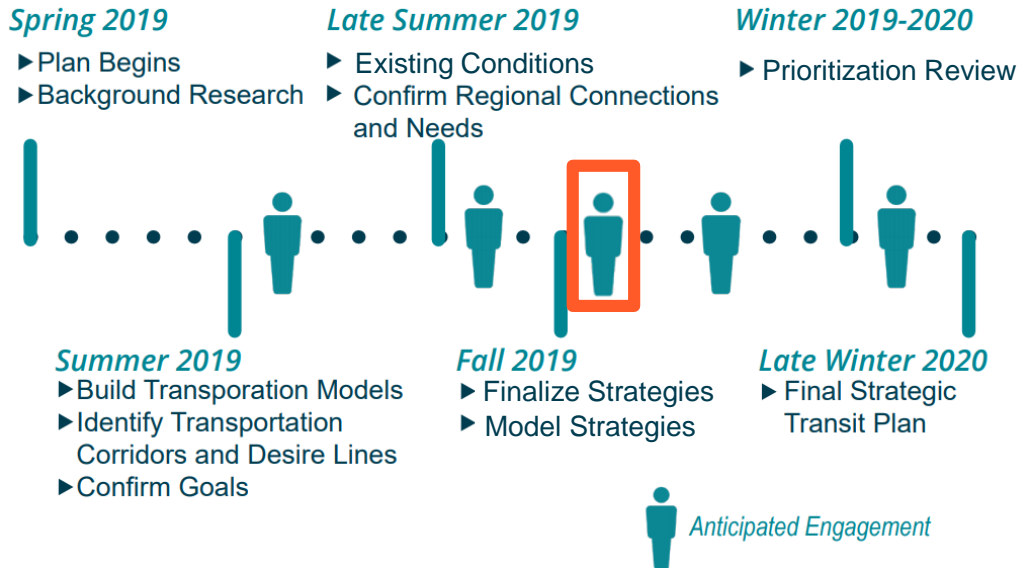 Spring 2019
▶Plan Begins
▶Background Research
Late Summer 2019
▶ Existing Conditions
▶ Confirm Regional Connections
and Needs
Winter 2019-2020
▶ Prioritization Review
Summer 2019
▶Build Transporation Models
▶Identify Transportation
Corridors and Desire Lines
▶Confirm Goals
Fall 2019
▶ Finalize Strategies
▶ Model Strategies
Late Winter 2020
▶ Final Strategic
Transit Plan
Anticipated Engagement